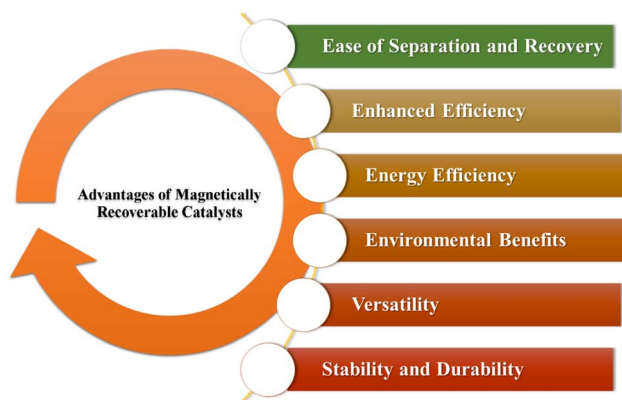 Advantages of Magnetically
Recoverable Catalysts
Ease of Separation and Recovery
Enhanced Efficiency
Energy Efficiency
Environmental Benefits
Versatility
Stability and Durability